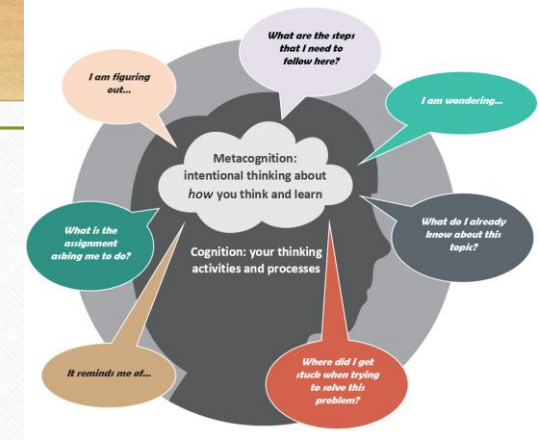 What are the steps
that I need to
follow here?
I am figuring
out...
I am wondering...
Metacognition:
intentional thinking about
how you think and learn
What is the
assignment
asking me to do?
What do I already
know about this
topic?
Cognition: your thinking
activities and processes
It reminds me of...
Where did I get
stuck when trying
to solve this
problem?